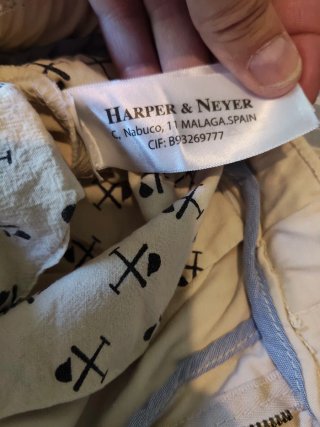 HARPER & NEYER
C, Nabuco, 11 MALAGA.SPAIN
CIF: B93269777